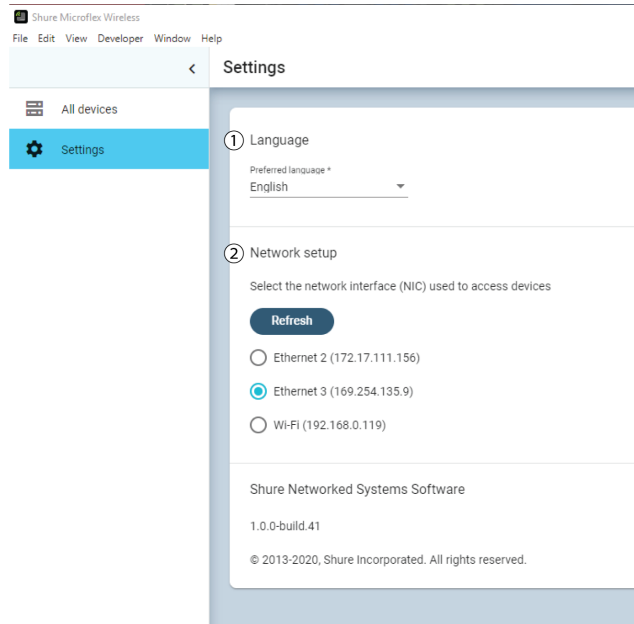 Shure Microflex Wireless
File Edit View Developer Window Help
Settings
All devices
Settings
① Language
Preferred language *
English
② Network setup
Select the network interface (NIC) used to access devices
Refresh
Ethernet 2 (172.17.111.156)
Ethernet 3 (169.254.135.9)
Wi-Fi (192.168.0.119)
Shure Networked Systems Software
1.0.0-build.41
© 2013-2020, Shure Incorporated. All rights reserved.